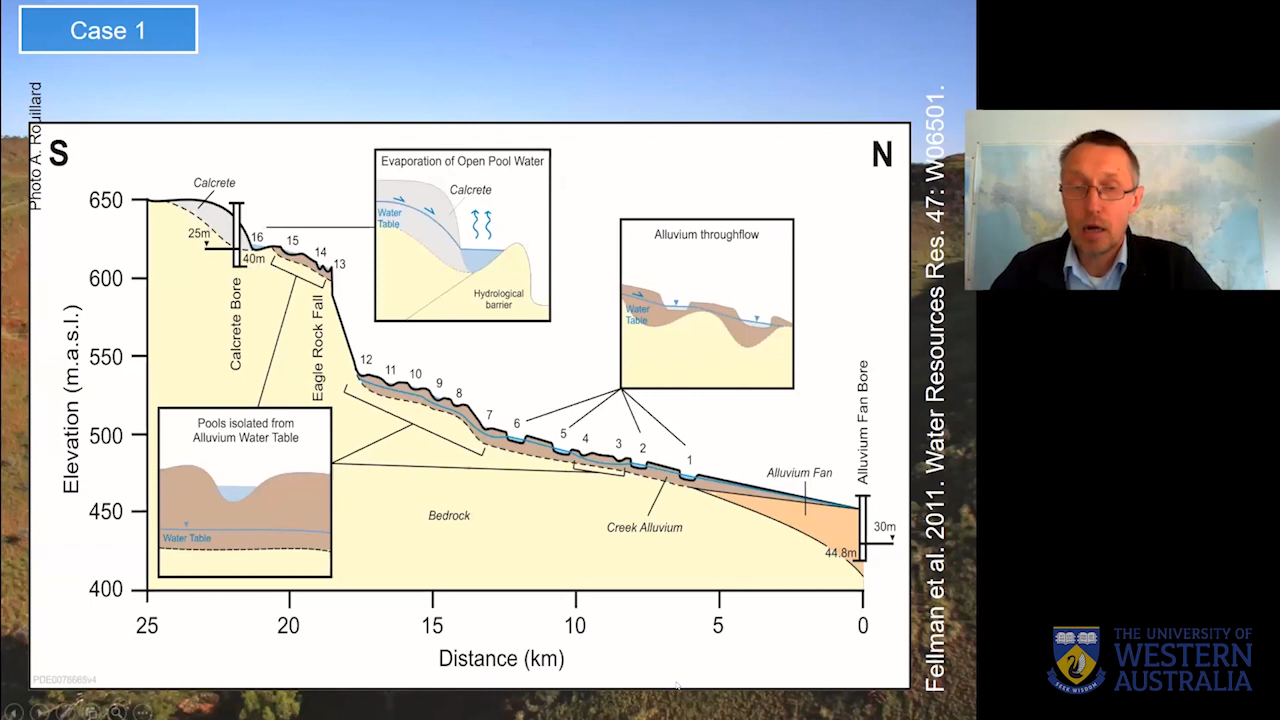 Case 1
Photo A. Rouillard
S
N
Evaporation of Open Pool Water
Calcrete
Water
Table
Hydrological
barrier
Alluvium throughflow
Water
Table
Calcrete
25m
40m
16
15
14
13
Calcrete Bore
Eagle Rock Fall
12
11
10
9
8
7
6
5
4
3
2
1
Pools isolated from
Alluvium Water Table
Water Table
Bedrock
Creek Alluvium
Alluvium Fan
Alluvium Fan Bore
30m
44.8m
Elevation (m.a.s.l.)
650
600
550
500
450
400
25
20
15
10
5
0
Distance (km)
PDE0076665v4
Fellman et al. 2011. Water Resources Res. 47: W06501.
THE UNIVERSITY OF
WESTERN
AUSTRALIA
SEEK WISDOM